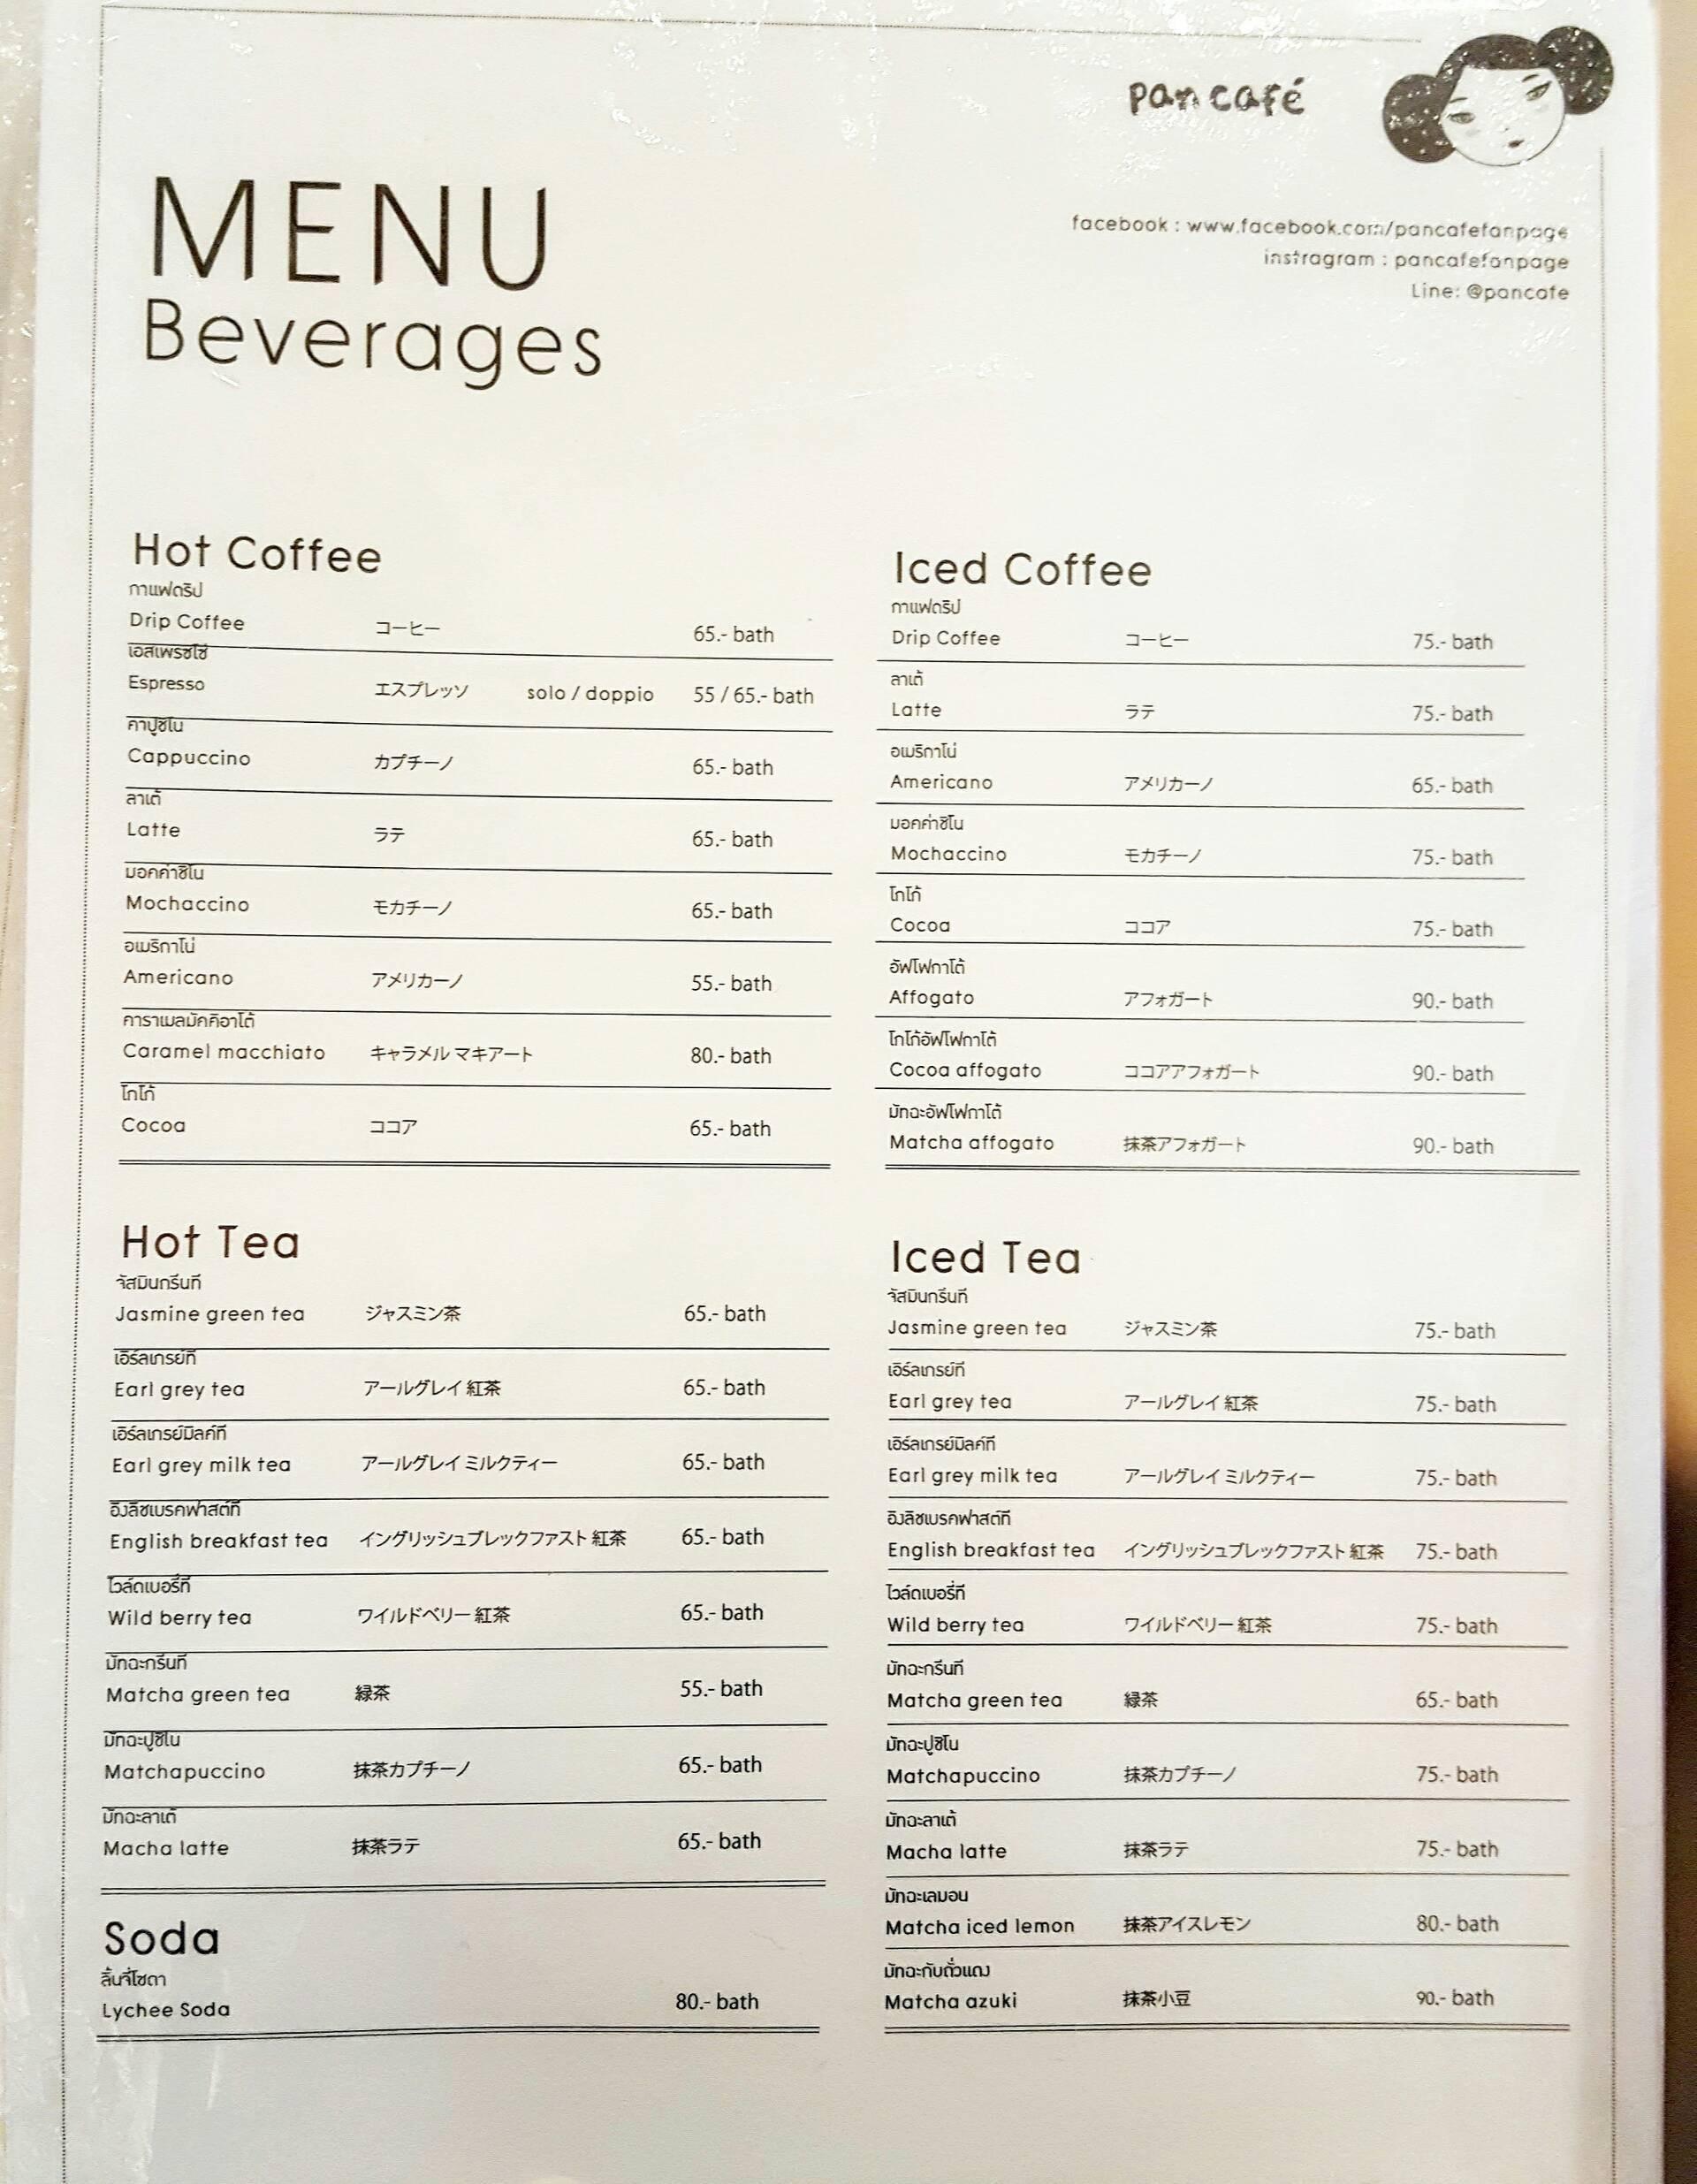 pan café
MENU
Beverages
facebook : www.facebook.com/pancafefanpage
instragram : pancafefanpage
Line: @pancafe
Hot Coffee
กาแฟดริป
Drip Coffee コーヒー 65.- bath
เอสเพรซโซ่
Espresso エスプレッソ solo / doppio 55 / 65.- bath
คาปูชิโน
Cappuccino カプチーノ 65.- bath
ลาเต้
Latte ラテ 65.- bath
มอคค่าชิโน
Mochaccino モカチーノ 65.- bath
อเมริกาโน่
Americano アメリカーノ 55.- bath
คาราเมลมัคคิอาโต้
Caramel macchiato キャラメル マキアート 80.- bath
โกโก้
Cocoa ココア 65.- bath
Iced Coffee
กาแฟดริป
Drip Coffee コーヒー 75.- bath
ลาเต้
Latte ラテ 75.- bath
อเมริกาโน่
Americano アメリカーノ 65.- bath
มอคค่าชิโน
Mochaccino モカチーノ 75.- bath
โกโก้
Cocoa ココア 75.- bath
อัฟโฟกาโต้
Affogato アフォガート 90.- bath
โกโก้อัฟโฟกาโต้
Cocoa affogato ココアアフォガート 90.- bath
มัทฉะอัฟโฟกาโต้
Matcha affogato 抹茶アフォガート 90.- bath
Hot Tea
จัสมินกรีนที
Jasmine green tea ジャスミン茶 65.- bath
เอิร์ลเกรย์ที
Earl grey tea アールグレイ 紅茶 65.- bath
เอิร์ลเกรย์มิลค์ที
Earl grey milk tea アールグレイ ミルクティー 65.- bath
อิงลิชเบรคฟาสต์ที
English breakfast tea イングリッシュブレックファスト 紅茶 65.- bath
ไวล์ดเบอรี่ที
Wild berry tea ワイルドベリー 紅茶 65.- bath
มัทฉะกรีนที
Matcha green tea 緑茶 55.- bath
มัทฉะปูชิโน
Matchapuccino 抹茶カプチーノ 65.- bath
มัทฉะลาเต้
Macha latte 抹茶ラテ 65.- bath
Soda
ลิ้นจี่โซดา
Lychee Soda 80.- bath
Iced Tea
จัสมินกรีนที
Jasmine green tea ジャスミン茶 75.- bath
เอิร์ลเกรย์ที
Earl grey tea アールグレイ 紅茶 75.- bath
เอิร์ลเกรย์มิลค์ที
Earl grey milk tea アールグレイ ミルクティー 75.- bath
อิงลิชเบรคฟาสต์ที
English breakfast tea イングリッシュブレックファスト 紅茶 75.- bath
ไวล์ดเบอรี่ที
Wild berry tea ワイルドベリー 紅茶 75.- bath
มัทฉะกรีนที
Matcha green tea 緑茶 65.- bath
มัทฉะปูชิโน
Matchapuccino 抹茶カプチーノ 75.- bath
มัทฉะลาเต้
Macha latte 抹茶ラテ 75.- bath
มัทฉะเลมอน
Matcha iced lemon 抹茶アイスレモン 80.- bath
มัทฉะกับถั่วแดง
Matcha azuki 抹茶小豆 90.- bath